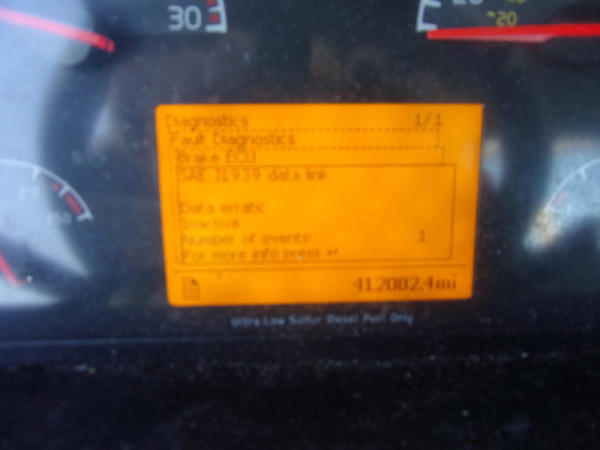 30
20
Diagnostics 1/1
Fault Diagnostics
Brake ECU
SAE J1939 data link
Data erratic
Inactive
Number of events 1
For more info press ↵
412082.4mi
Ultra Low Sulfur Diesel Fuel Only